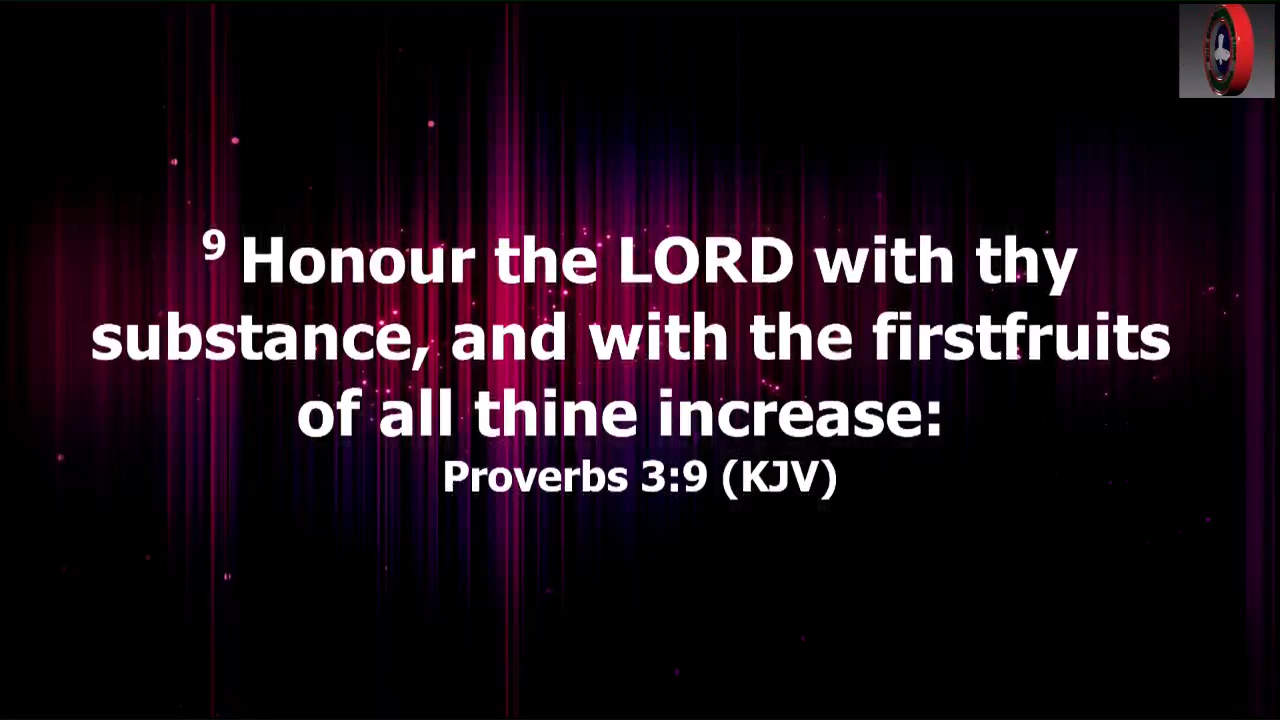 9 Honour the LORD with thy
substance, and with the firstfruits
of all thine increase:
Proverbs 3:9 (KJV)